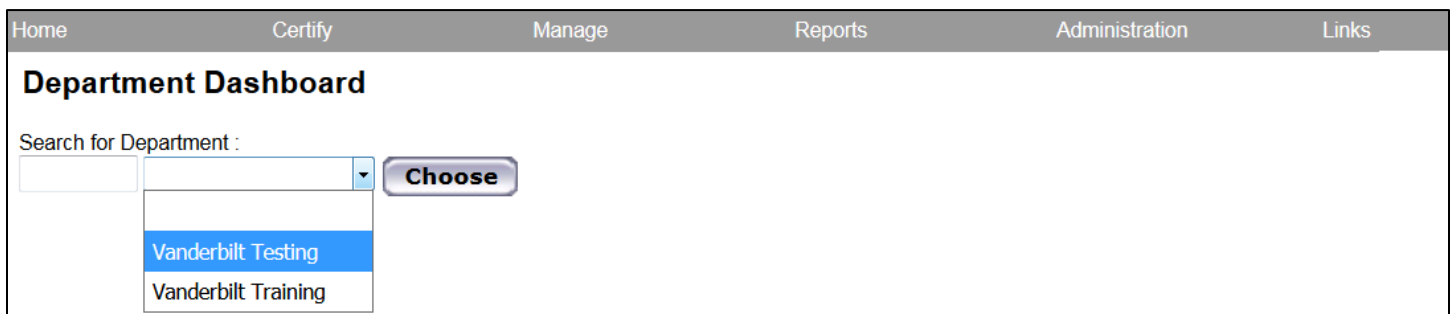 Home Certify Manage Reports Administration Links
Department Dashboard
Search for Department :
Choose
Vanderbilt Testing
Vanderbilt Training